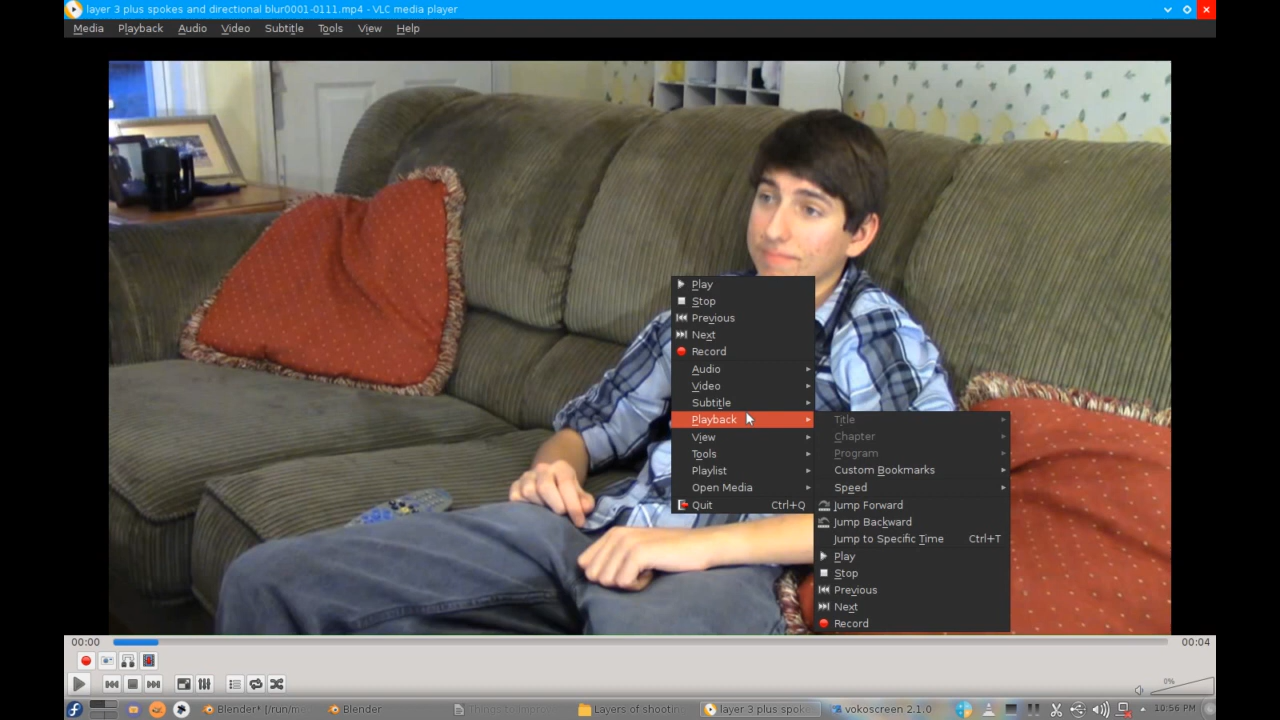 layer 3 plus spokes and directional blur0001-0111.mp4 - VLC media player
Media Playback Audio Video Subtitle Tools View Help
Play
Stop
Previous
Next
Record
Audio
Video
Subtitle
Playback
View
Tools
Playlist
Open Media
Quit Ctrl+Q
Title
Chapter
Program
Custom Bookmarks
Speed
Jump Forward
Jump Backward
Jump to Specific Time Ctrl+T
Play
Stop
Previous
Next
Record
00:00 00:04
0%
Blender* [/run/m Blender Levels of shootin layer 3 plus spok vokoscreen 2.1.0 10:56 PM